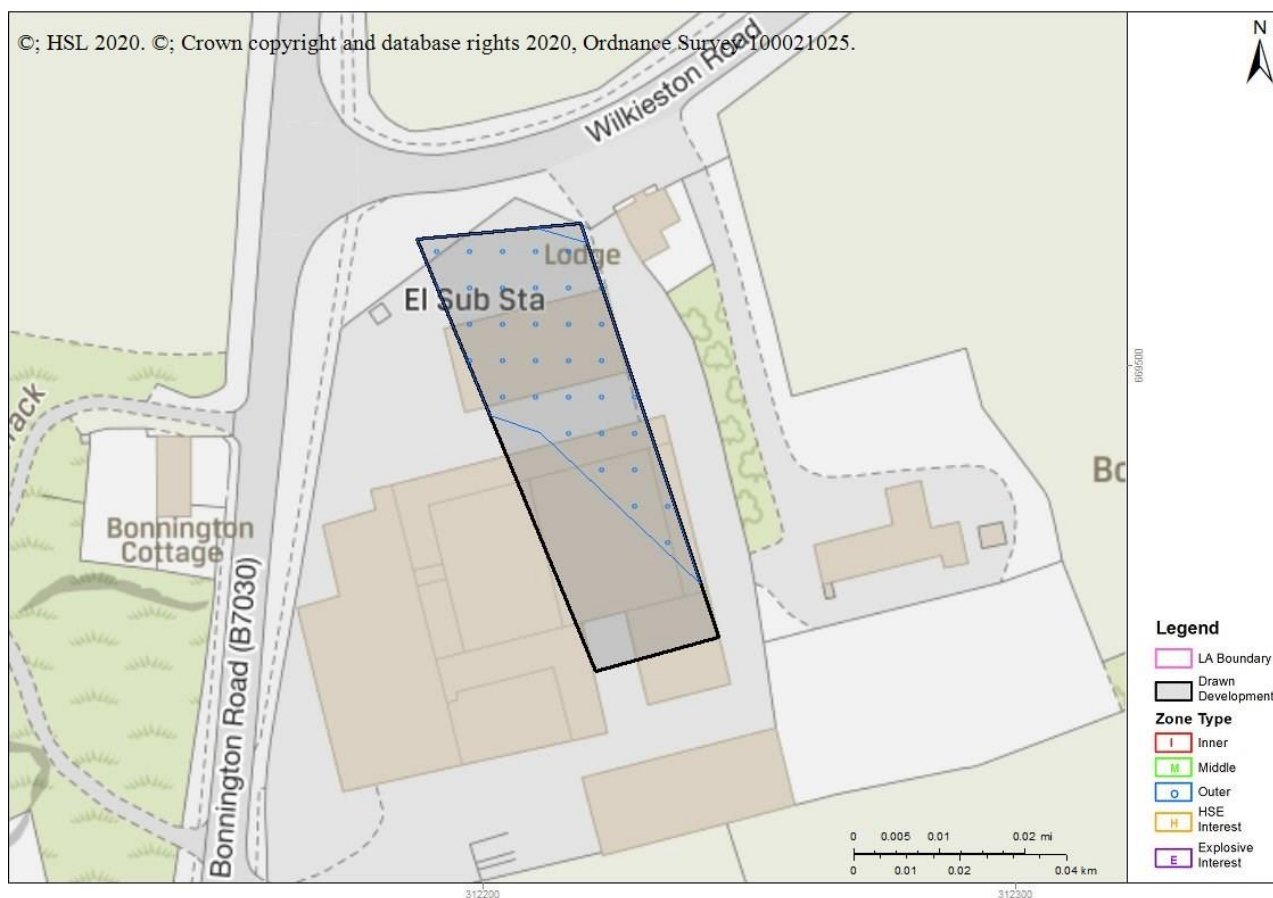 ©; HSL 2020. ©; Crown copyright and database rights 2020, Ordnance Survey 100021025.
N
Wilkieston Road
Lodge
El Sub Sta
669500
Track
Bo
Bonnington
Cottage
Bonnington Road (B7030)
Legend
LA Boundary
Drawn
Development
Zone Type
I Inner
M Middle
O Outer
H HSE
Interest
E Explosive
Interest
0 0.005 0.01 0.02 mi
0 0.01 0.02 0.04 km
312200
312300